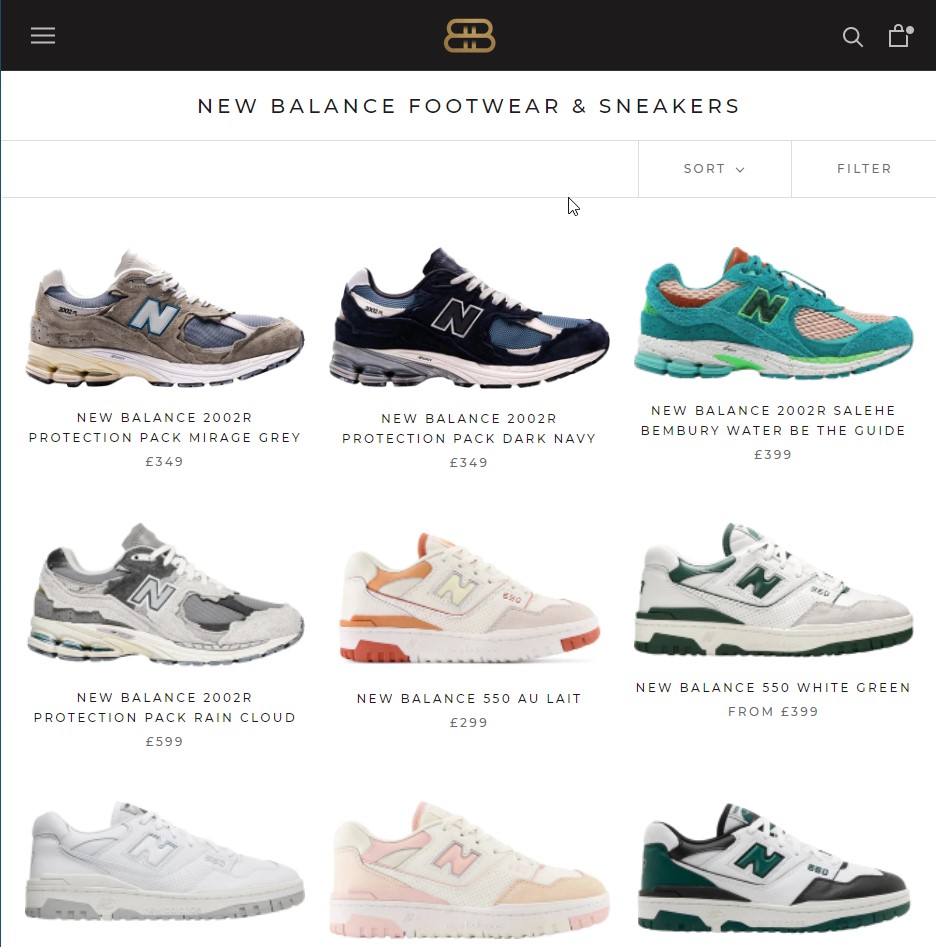 NEW BALANCE FOOTWEAR & SNEAKERS
SORT
FILTER
NEW BALANCE 2002R
PROTECTION PACK MIRAGE GREY
£349
NEW BALANCE 2002R
PROTECTION PACK DARK NAVY
£349
NEW BALANCE 2002R SALEHE
BEMBURY WATER BE THE GUIDE
£399
NEW BALANCE 2002R
PROTECTION PACK RAIN CLOUD
£599
NEW BALANCE 550 AU LAIT
£299
NEW BALANCE 550 WHITE GREEN
FROM £399